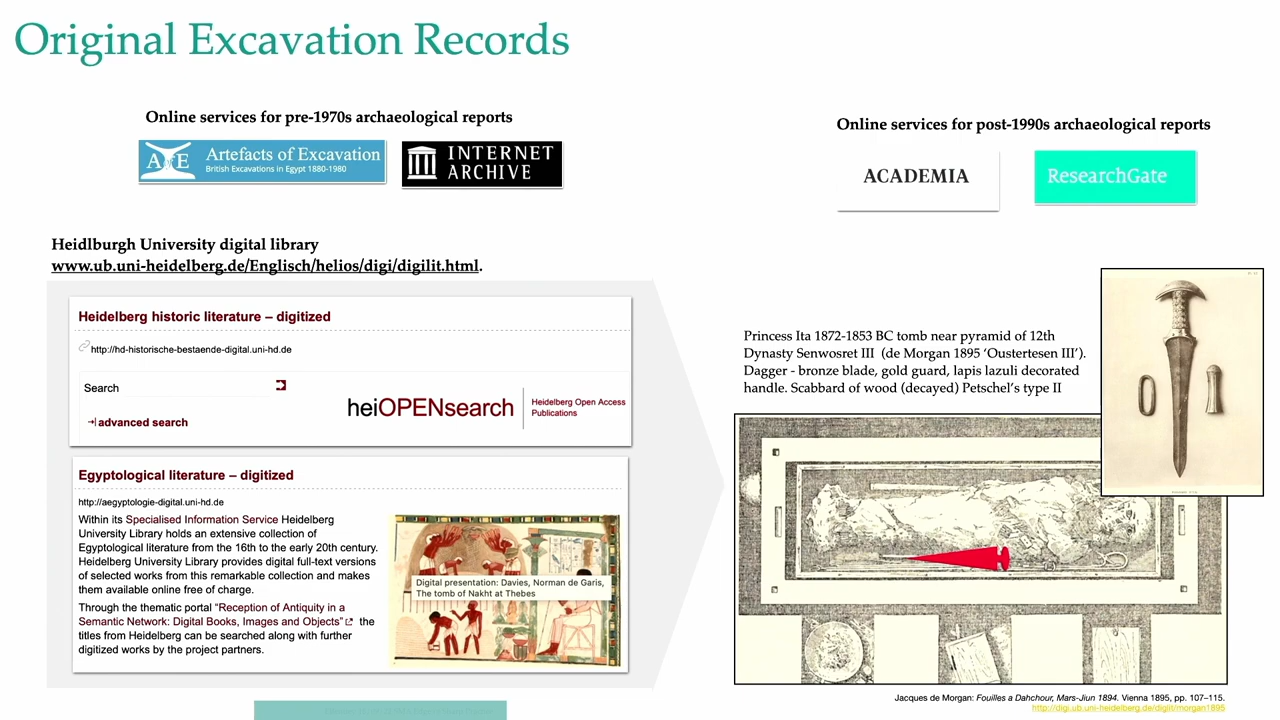 Original Excavation Records
Online services for pre-1970s archaeological reports
A E
Artefacts of Excavation
British Excavations in Egypt 1880-1980
INTERNET
ARCHIVE
Online services for post-1990s archaeological reports
ACADEMIA
ResearchGate
Heidlburgh University digital library
www.ub.uni-heidelberg.de/Englisch/helios/digi/digilit.html.
Heidelberg historic literature – digitized
http://hd-historische-bestaende-digital.uni-hd.de
Search
advanced search
heiOPENsearch
Heidelberg Open Access
Publications
Egyptological literature – digitized
http://aegyptologie-digital.uni-hd.de
Within its Specialised Information Service Heidelberg
University Library holds an extensive collection of
Egyptological literature from the 16th to the early 20th century.
Heidelberg University Library provides digital full-text versions
of selected works from this remarkable collection and makes
them available online free of charge.
Through the thematic portal “Reception of Antiquity in a
Semantic Network: Digital Books, Images and Objects” the
titles from Heidelberg can be searched along with further
digitized works by the project partners.
Digital presentation: Davies, Norman de Garis,
The tomb of Nakht at Thebes
Princess Ita 1872-1853 BC tomb near pyramid of 12th
Dynasty Senwosret III (de Morgan 1895 ‘Oustertesen III’).
Dagger - bronze blade, gold guard, lapis lazuli decorated
handle. Scabbard of wood (decayed) Petschel’s type II
Jacques de Morgan: Fouilles a Dahchour, Mars-Jiun 1894. Vienna 1895, pp. 107–115.
http://digi.ub.uni-heidelberg.de/diglit/morgan1895